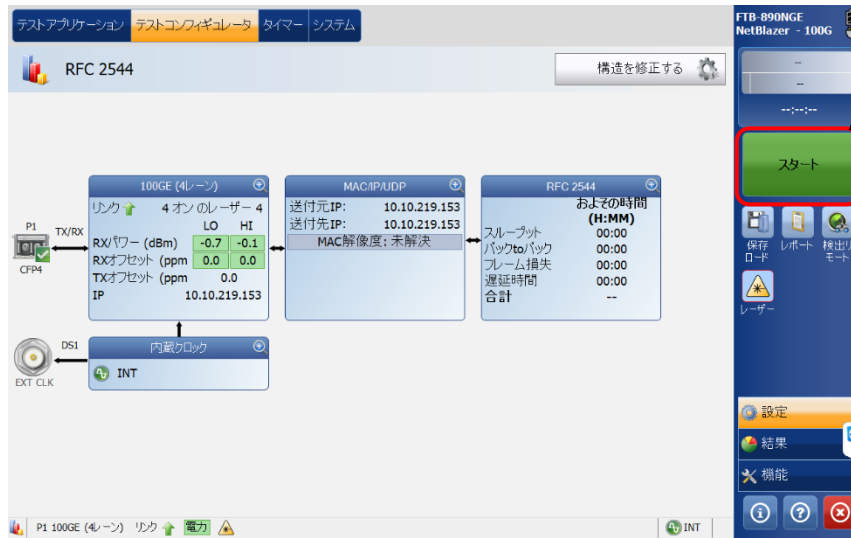 テストアプリケーション テストコンフィギュレータ タイマー システム
RFC 2544
構造を修正する
FTB-890NGE
NetBlazer - 100G
--
--
--:--:--
スタート
保存
ロード
レポート
検出リ
モート
レーザー
設定
結果
機能
100GE (4レーン)
リンク 4 オン のレーザー 4
LO HI
RXパワー (dBm) -0.7 -0.1
RXオフセット (ppm 0.0 0.0
TXオフセット (ppm 0.0
IP 10.10.219.153
MAC/IP/UDP
送付元IP: 10.10.219.153
送付先IP: 10.10.219.153
MAC解像度: 未解決
RFC 2544
およその時間
(H:MM)
スループット 00:00
バックtoバック 00:00
フレーム損失 00:00
遅延時間 00:00
合計 --
P1
TX/RX
CFP4
DS1
EXT CLK
内蔵クロック
INT
P1 100GE (4レーン) リンク 電力
INT